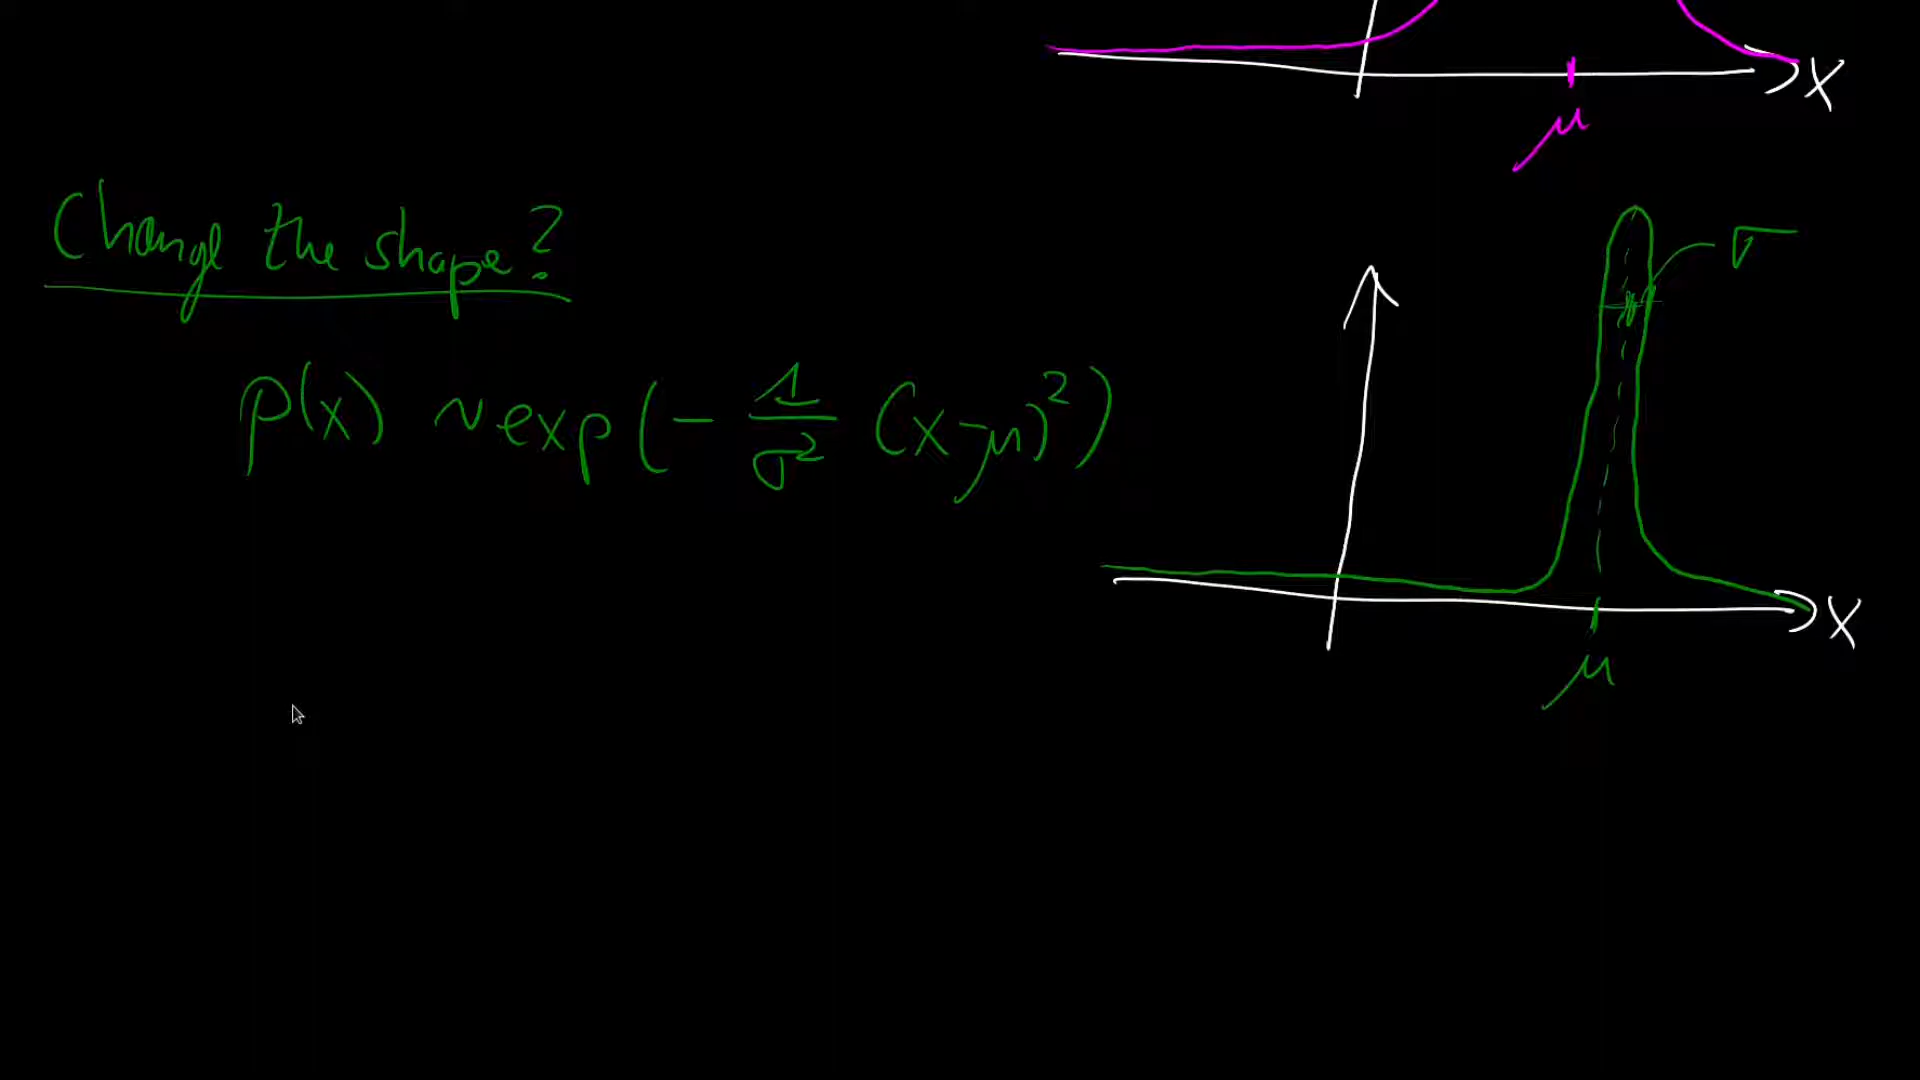 x
μ
Change the shape?
σ
p(x) ~ exp(- 1/σ² (x-μ)²)
x
μ